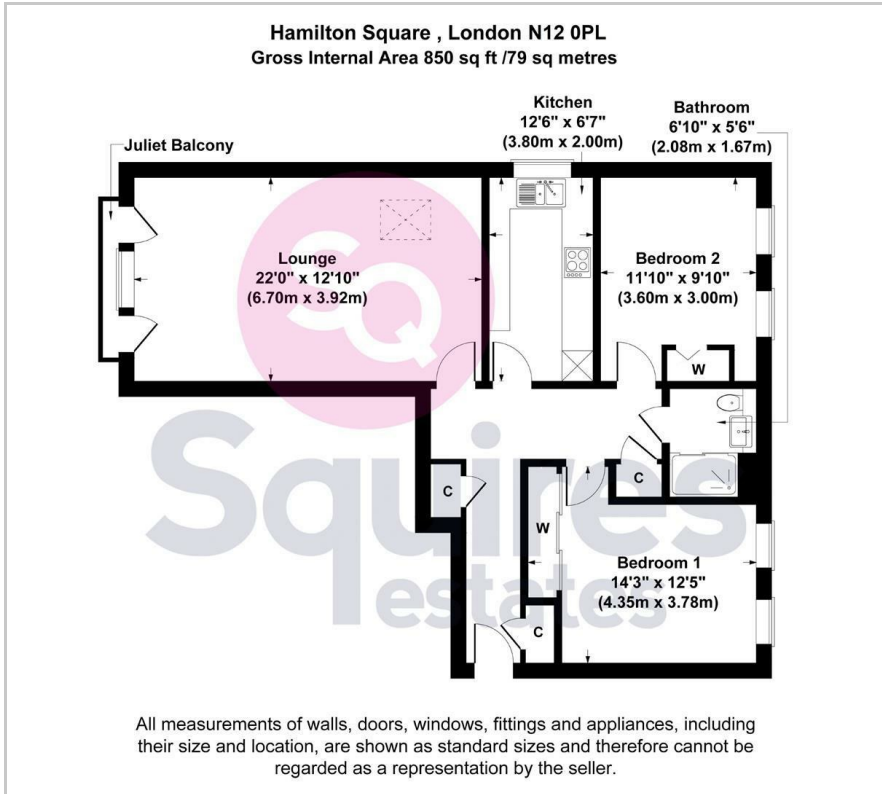 Hamilton Square , London N12 0PL
Gross Internal Area 850 sq ft /79 sq metres
Kitchen
12'6" x 6'7"
(3.80m x 2.00m)
Bathroom
6'10" x 5'6"
(2.08m x 1.67m)
Juliet Balcony
Lounge
22'0" x 12'10"
(6.70m x 3.92m)
Bedroom 2
11'10" x 9'10"
(3.60m x 3.00m)
W
SQ
Squires
estates
C
C
W
Bedroom 1
14'3" x 12'5"
(4.35m x 3.78m)
C
All measurements of walls, doors, windows, fittings and appliances, including
their size and location, are shown as standard sizes and therefore cannot be
regarded as a representation by the seller.